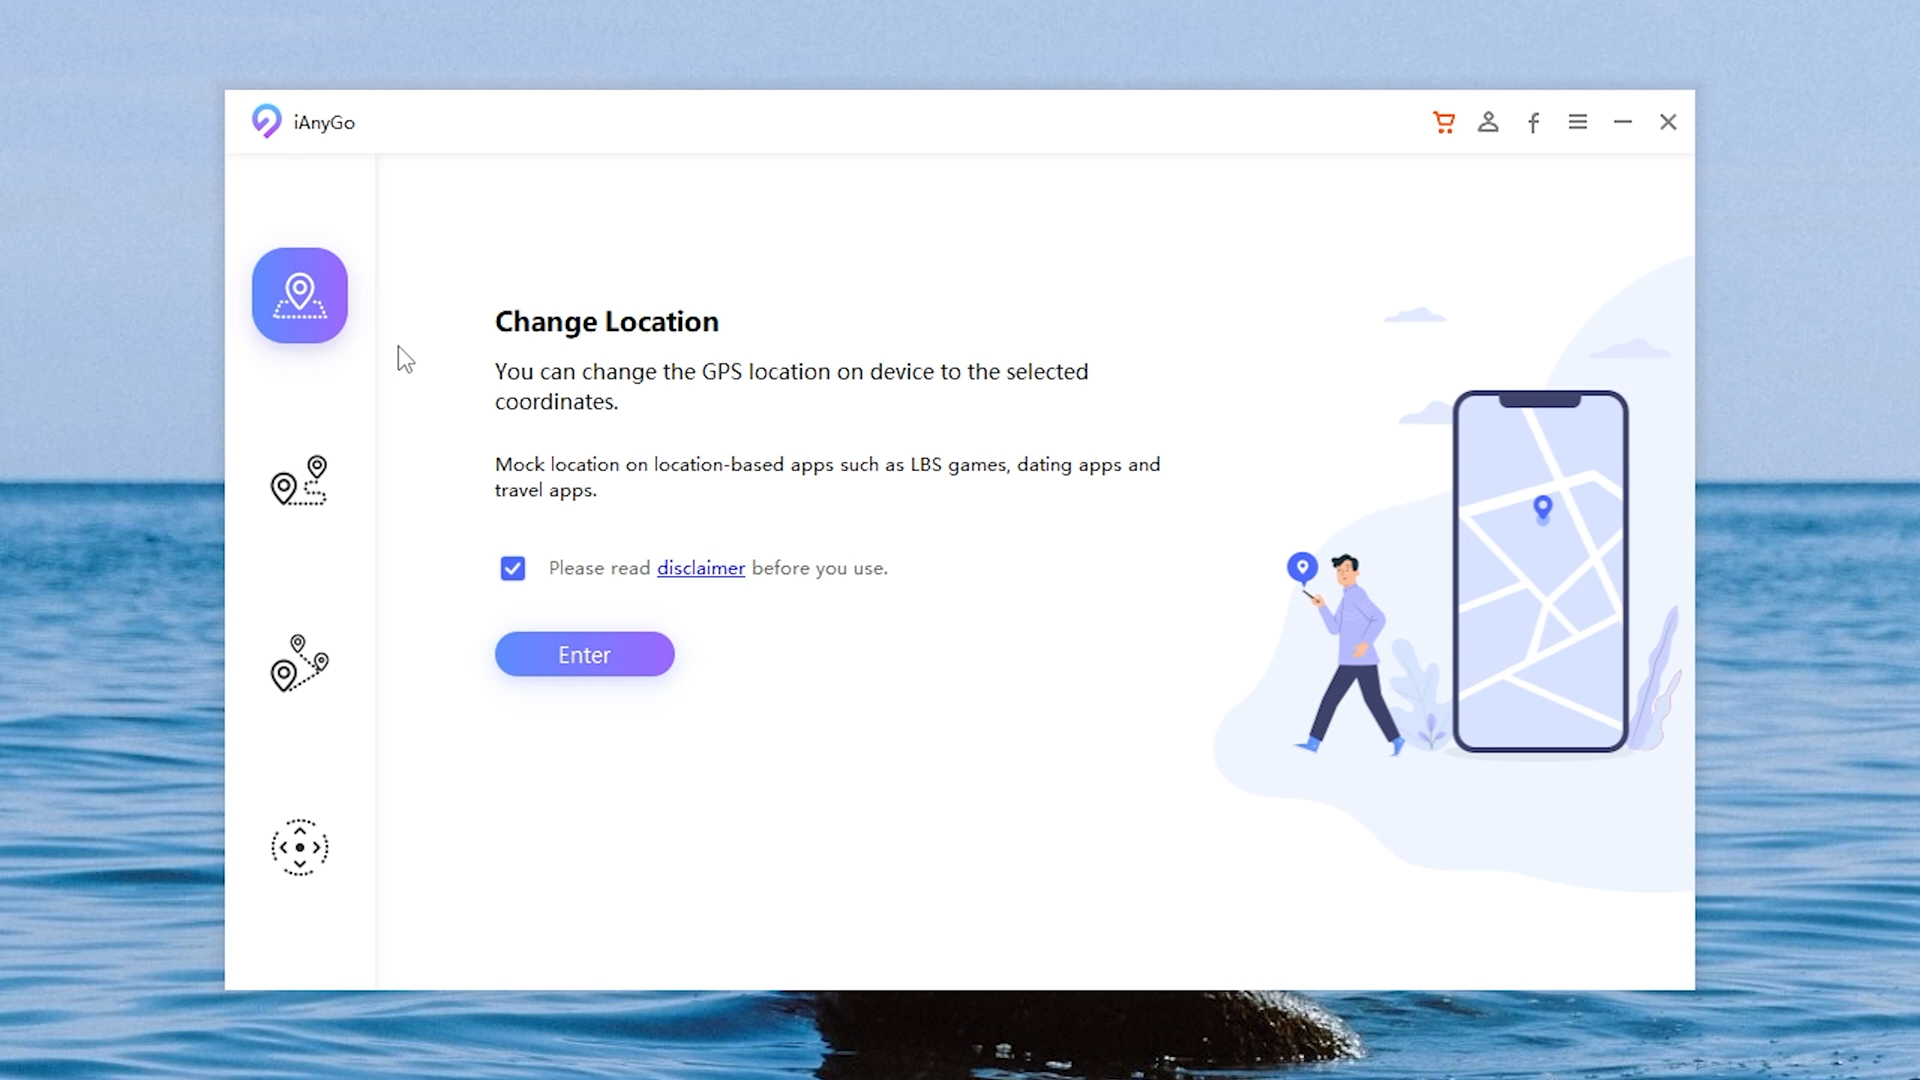 iAnyGo
Change Location
You can change the GPS location on device to the selected
coordinates.
Mock location on location-based apps such as LBS games, dating apps and
travel apps.
Please read disclaimer before you use.
Enter